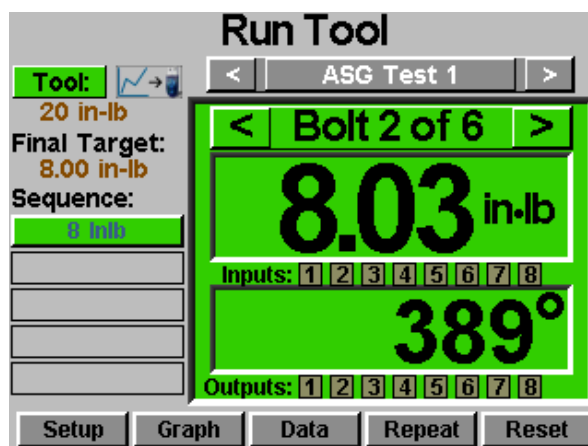 Run Tool
Tool:
< ASG Test 1 >
20 in-lb
Final Target:
8.00 in-lb
Sequence:
8 Inlb
< Bolt 2 of 6 >
8.03 in•lb
Inputs: 1 2 3 4 5 6 7 8
389°
Outputs: 1 2 3 4 5 6 7 8
Setup Graph Data Repeat Reset